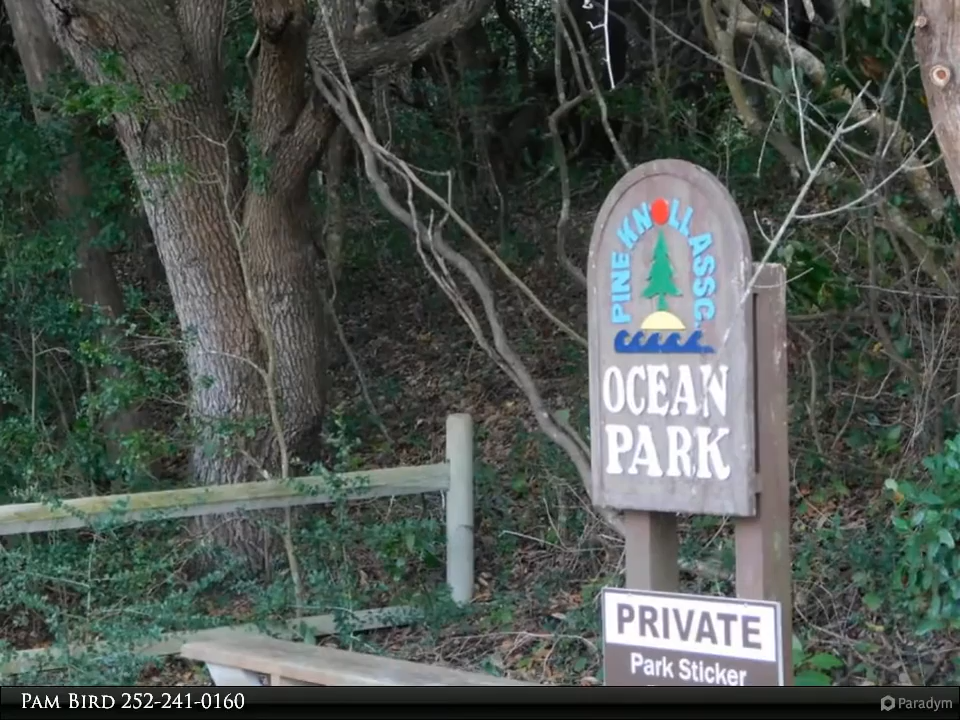 PINE KNOLL ASSC.
OCEAN
PARK
PRIVATE
Park Sticker
PAM BIRD 252-241-0160
Paradym